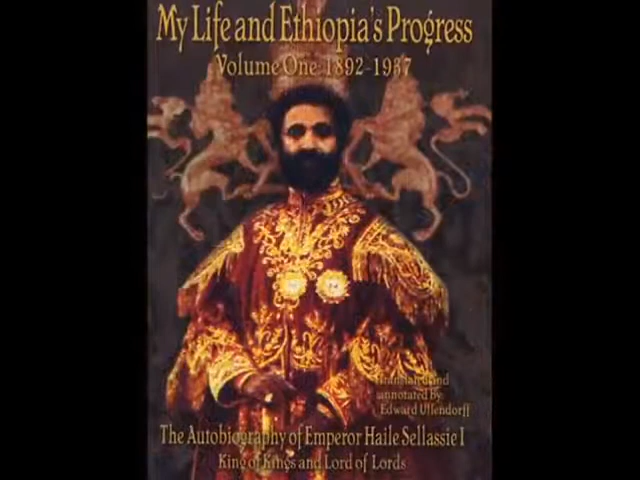 My Life and Ethiopia's Progress
Volume One: 1892-1937
Translated and
annotated by
Edward Ullendorff
The Autobiography of Emperor Haile Sellassie I
King of Kings and Lord of Lords